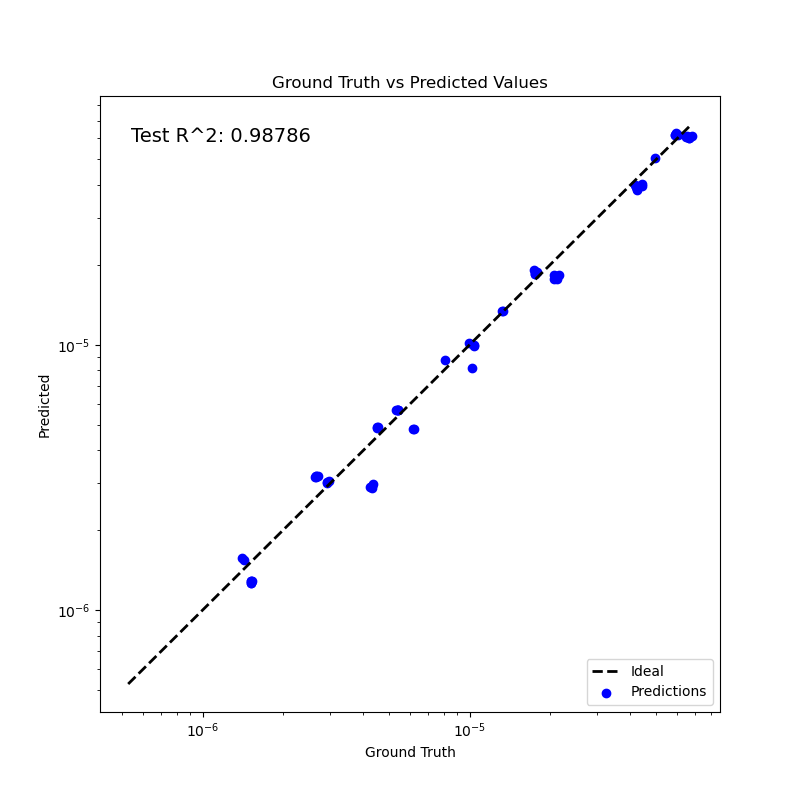 Ground Truth vs Predicted Values
Test R^2: 0.98786
Predicted
10⁻⁵
10⁻⁶
10⁻⁶
10⁻⁵
Ground Truth
Ideal
Predictions